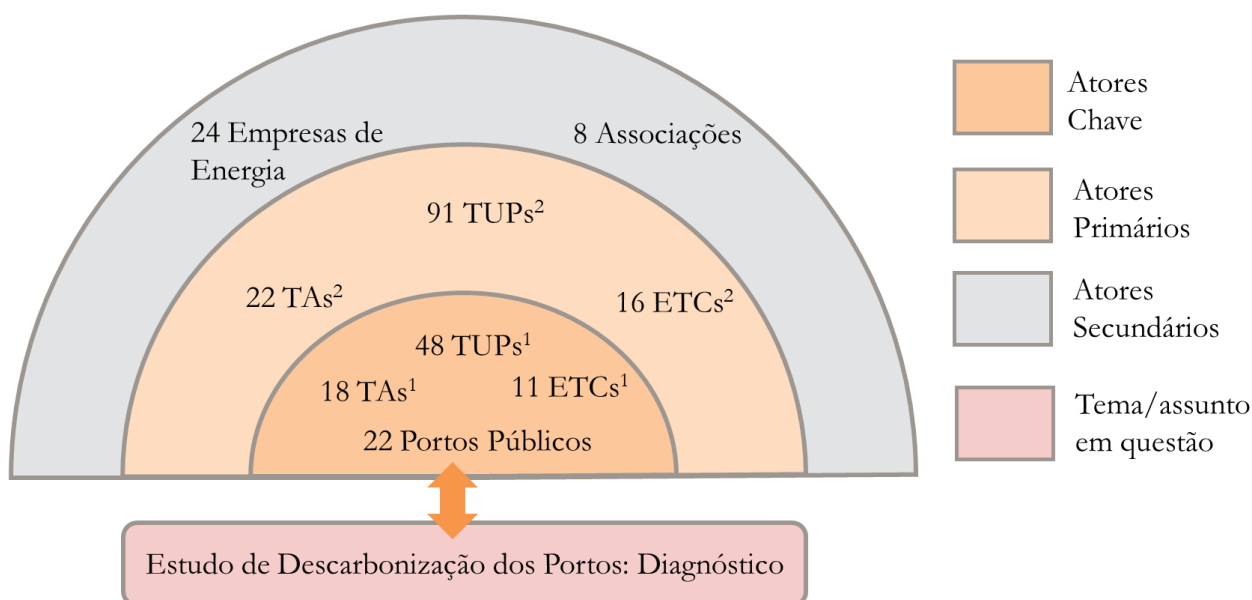 24 Empresas de
Energia
8 Associações
91 TUPs²
22 TAs²
16 ETCs²
48 TUPs¹
18 TAs¹
11 ETCs¹
22 Portos Públicos
Estudo de Descarbonização dos Portos: Diagnóstico
Atores
Chave
Atores
Primários
Atores
Secundários
Tema/assunto
em questão